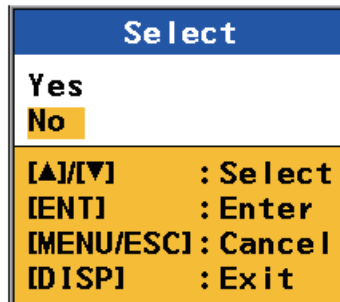 Select
Yes
No
[▲]/[▼] :Select
[ENT] :Enter
[MENU/ESC]:Cancel
[DISP] :Exit